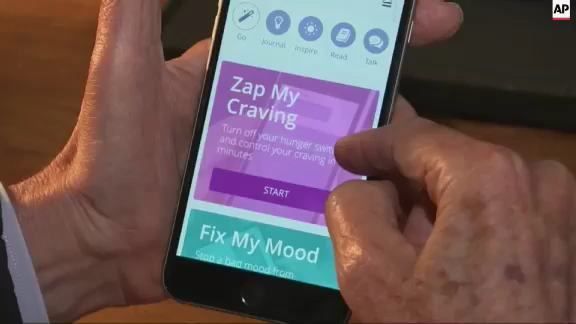 AP
Go
Journal
Inspire
Read
Talk
Zap My
Craving
Turn off your hunger
and control your craving in
minutes.
START
Fix My Mood
Stop a bad mood from